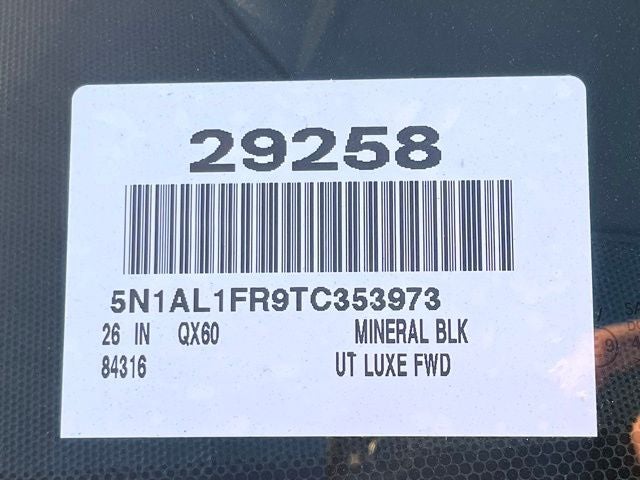 29258
5N1AL1FR9TC353973
26 IN QX60 MINERAL BLK
84316 UT LUXE FWD